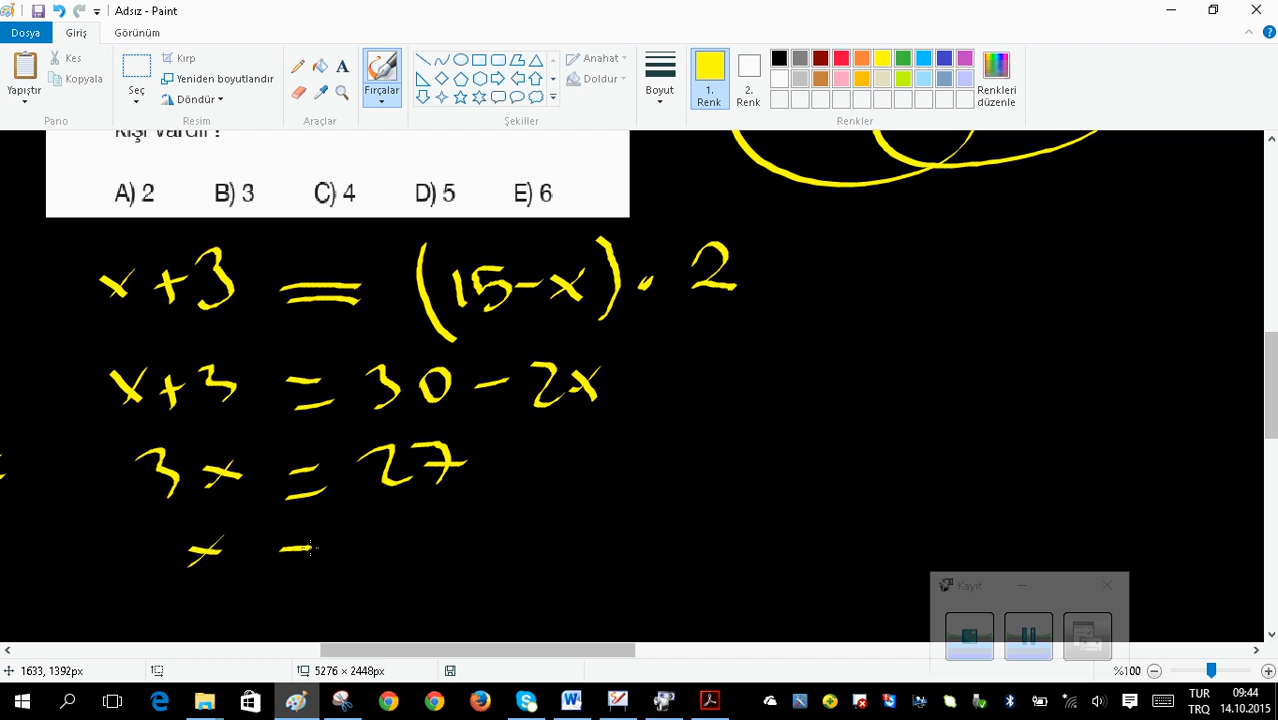 Adsız - Paint
Dosya
Giriş
Görünüm
Yapıştır
Kes
Kopyala
Pano
Seç
Kırp
Yeniden boyutlandır
Döndür
Resim
Araçlar
Fırçalar
Şekiller
Anahat
Doldur
Boyut
1. Renk
2. Renk
Renkleri düzenle
Renkler
Kişi vardır?
A) 2 B) 3 C) 4 D) 5 E) 6
x+3 = (15-x). 2
x+3 = 30 - 2x
3x = 27
x -
Kayıt
1633, 1392px
5276 × 2448px
%100
TUR
TRQ
09:44
14.10.2015